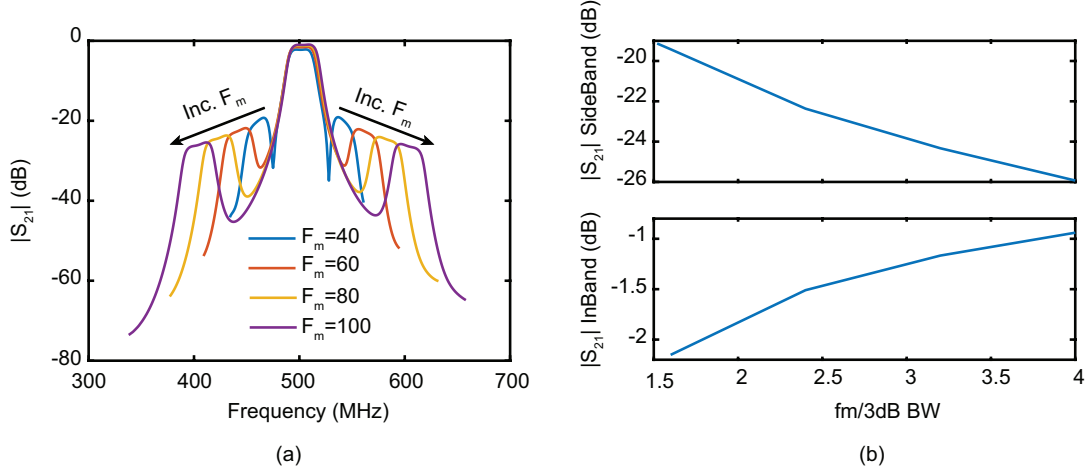 0
-20
-40
-60
-80
|S21| (dB)
300
400
500
600
700
Frequency (MHz)
Inc. Fm
Inc. Fm
Fm=40
Fm=60
Fm=80
Fm=100
(a)
-20
-22
-24
-26
|S21| SideBand (dB)
-1
-1.5
-2
|S21| InBand (dB)
1.5
2
2.5
3
3.5
4
fm/3dB BW
(b)